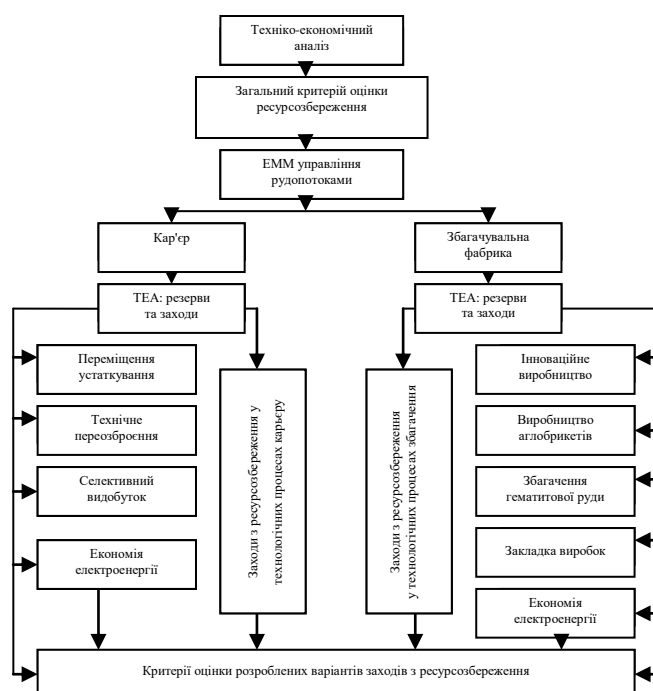 Техніко-економічний
аналіз
Загальний критерій оцінки
ресурсозбереження
ЕММ управління
рудопотоками
Кар'єр
Збагачувальна
фабрика
ТЕА: резерви
та заходи
ТЕА: резерви
та заходи
Переміщення
устаткування
Технічне
переозброєння
Селективний
видобуток
Економія
електроенергії
Заходи з ресурсозбереження у
технологічних процесах карьєру
Заходи з ресурсозбереження
у технологічних процесах збагачення
Інноваційне
виробництво
Виробництво
аглобрикетів
Збагачення
гематитової руди
Закладка виробок
Економія
електроенергії
Критерії оцінки розроблених варіантів заходів з ресурсозбереження